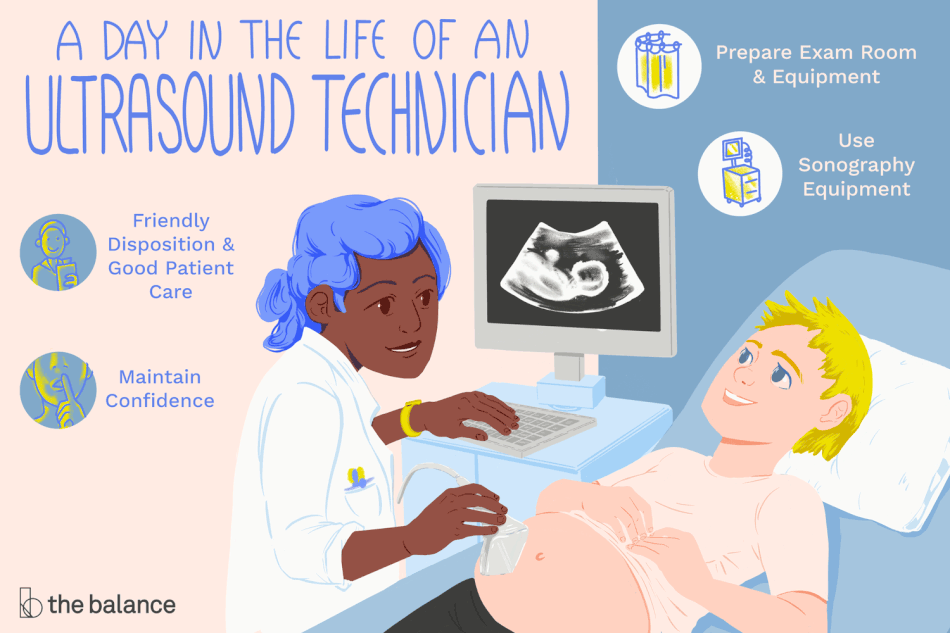 A DAY IN THE LIFE OF AN
ULTRASOUND TECHNICIAN
Friendly
Disposition &
Good Patient
Care
Maintain
Confidence
Prepare Exam Room
& Equipment
Use
Sonography
Equipment
the balance